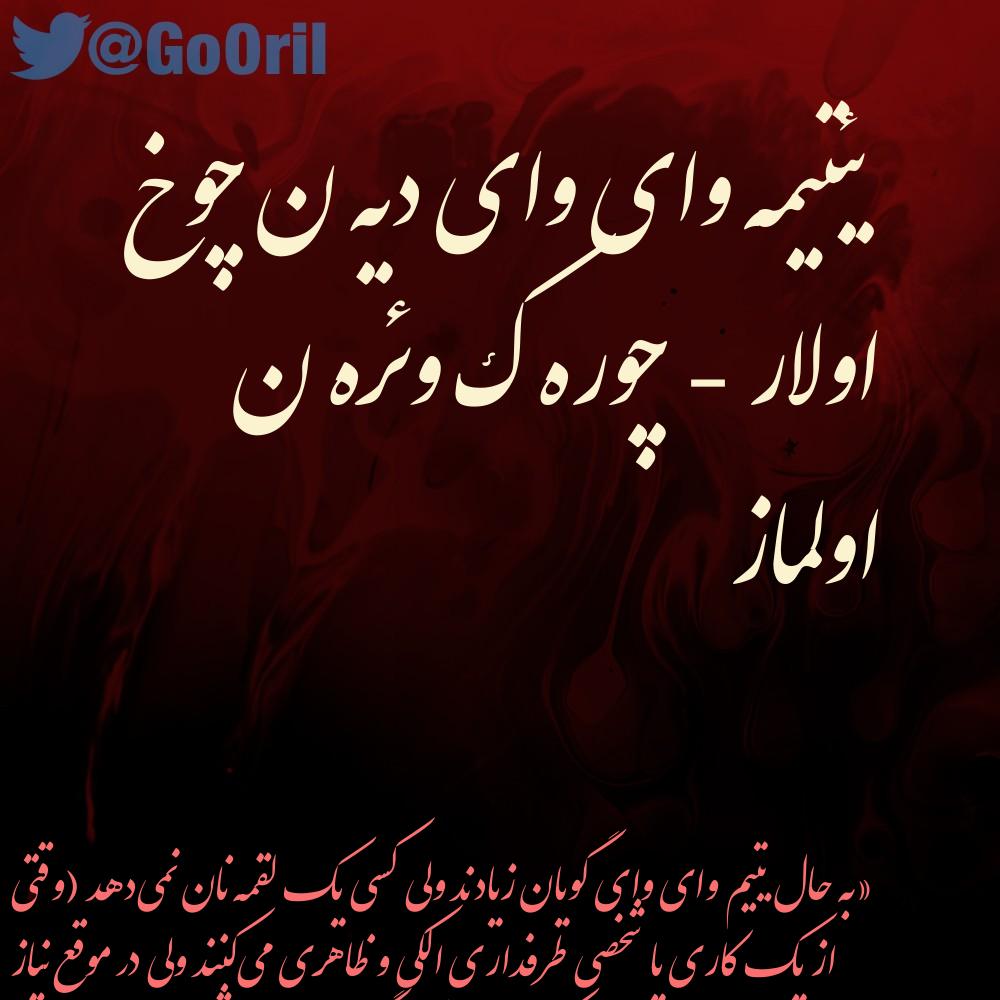 @GoOril
یئتیمه وای وای دیه ن چوخ
اولار - چوره ک وئره ن
اولماز
«به حال یتیم وای وای گویان زیادند ولی کسی یک لقمه نان نمی‌دهد (وقتی
از یک کاری یا شخصی طرفداری الکی و ظاهری می‌کنند ولی در موقع نیاز